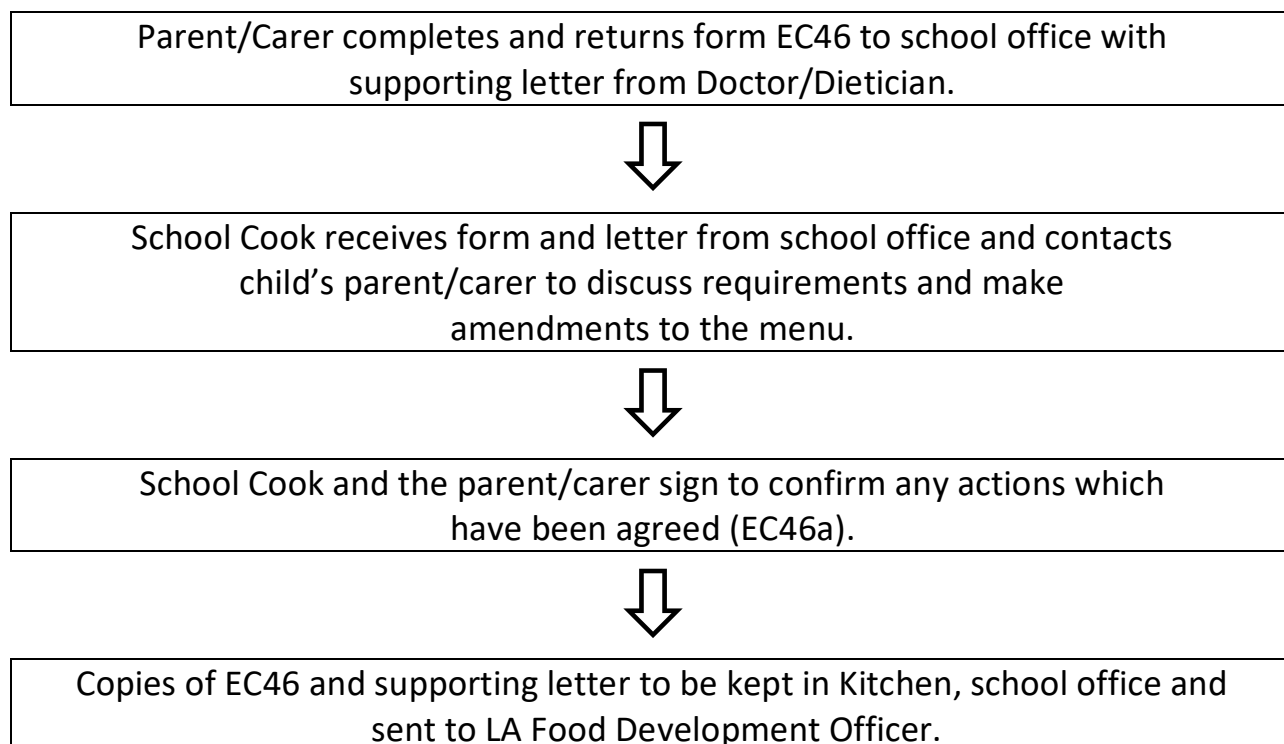 Parent/Carer completes and returns form EC46 to school office with
supporting letter from Doctor/Dietician.
School Cook receives form and letter from school office and contacts
child’s parent/carer to discuss requirements and make
amendments to the menu.
School Cook and the parent/carer sign to confirm any actions which
have been agreed (EC46a).
Copies of EC46 and supporting letter to be kept in Kitchen, school office and
sent to LA Food Development Officer.